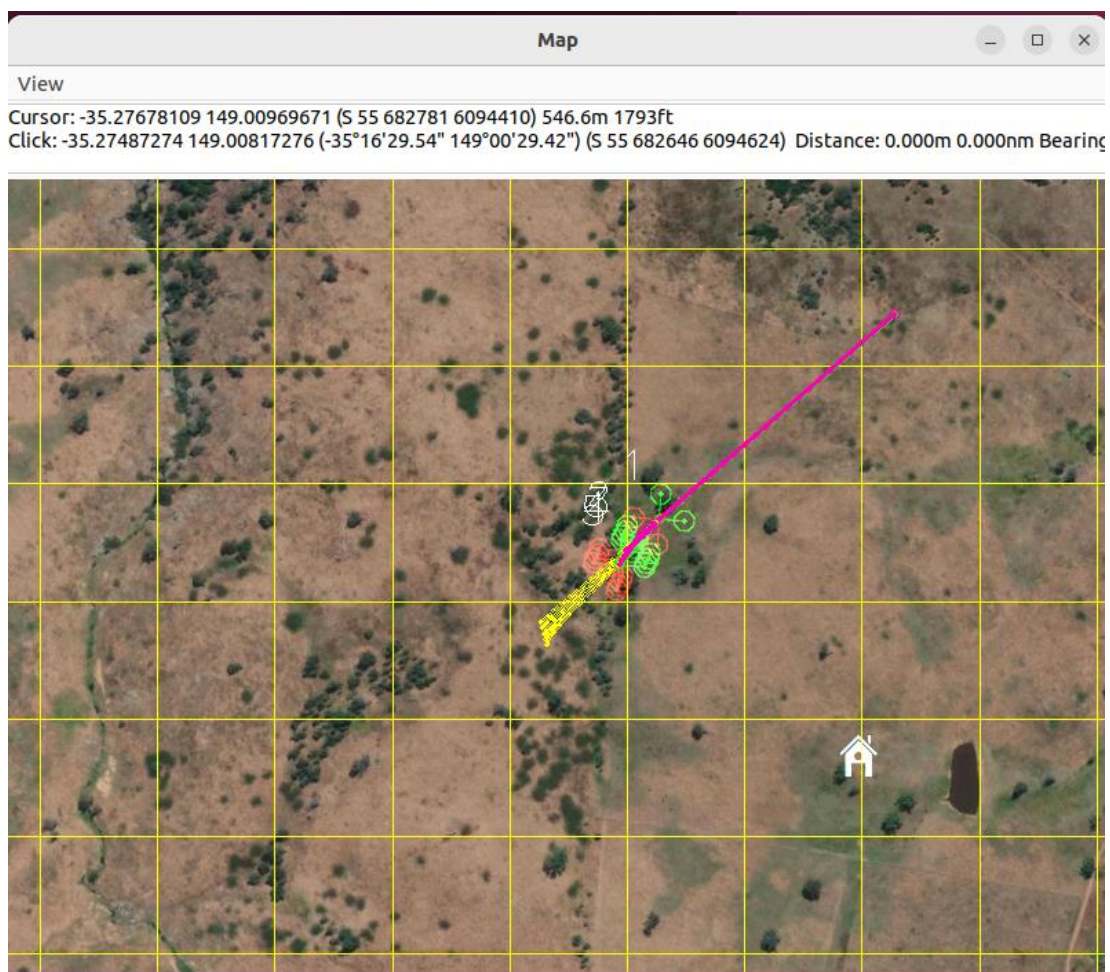 Map
View
Cursor: -35.27678109 149.00969671 (S 55 682781 6094410) 546.6m 1793ft
Click: -35.27487274 149.00817276 (-35°16'29.54" 149°00'29.42") (S 55 682646 6094624) Distance: 0.000m 0.000nm Bearing
1